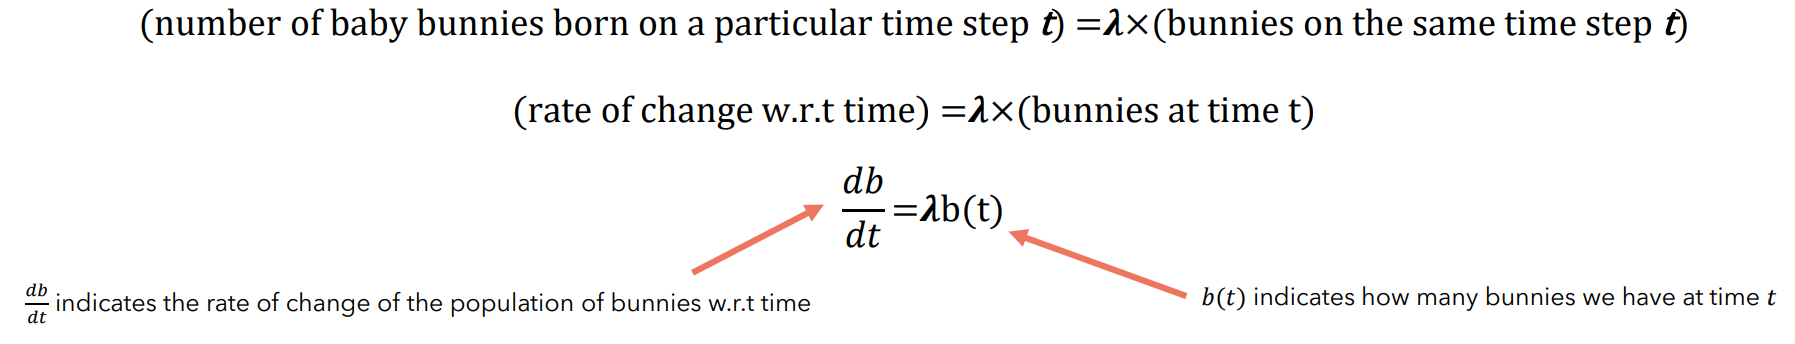 (number of baby bunnies born on a particular time step t) =λ×(bunnies on the same time step t)
(rate of change w.r.t time) =λ×(bunnies at time t)
db/dt=λb(t)
db/dt indicates the rate of change of the population of bunnies w.r.t time
b(t) indicates how many bunnies we have at time t